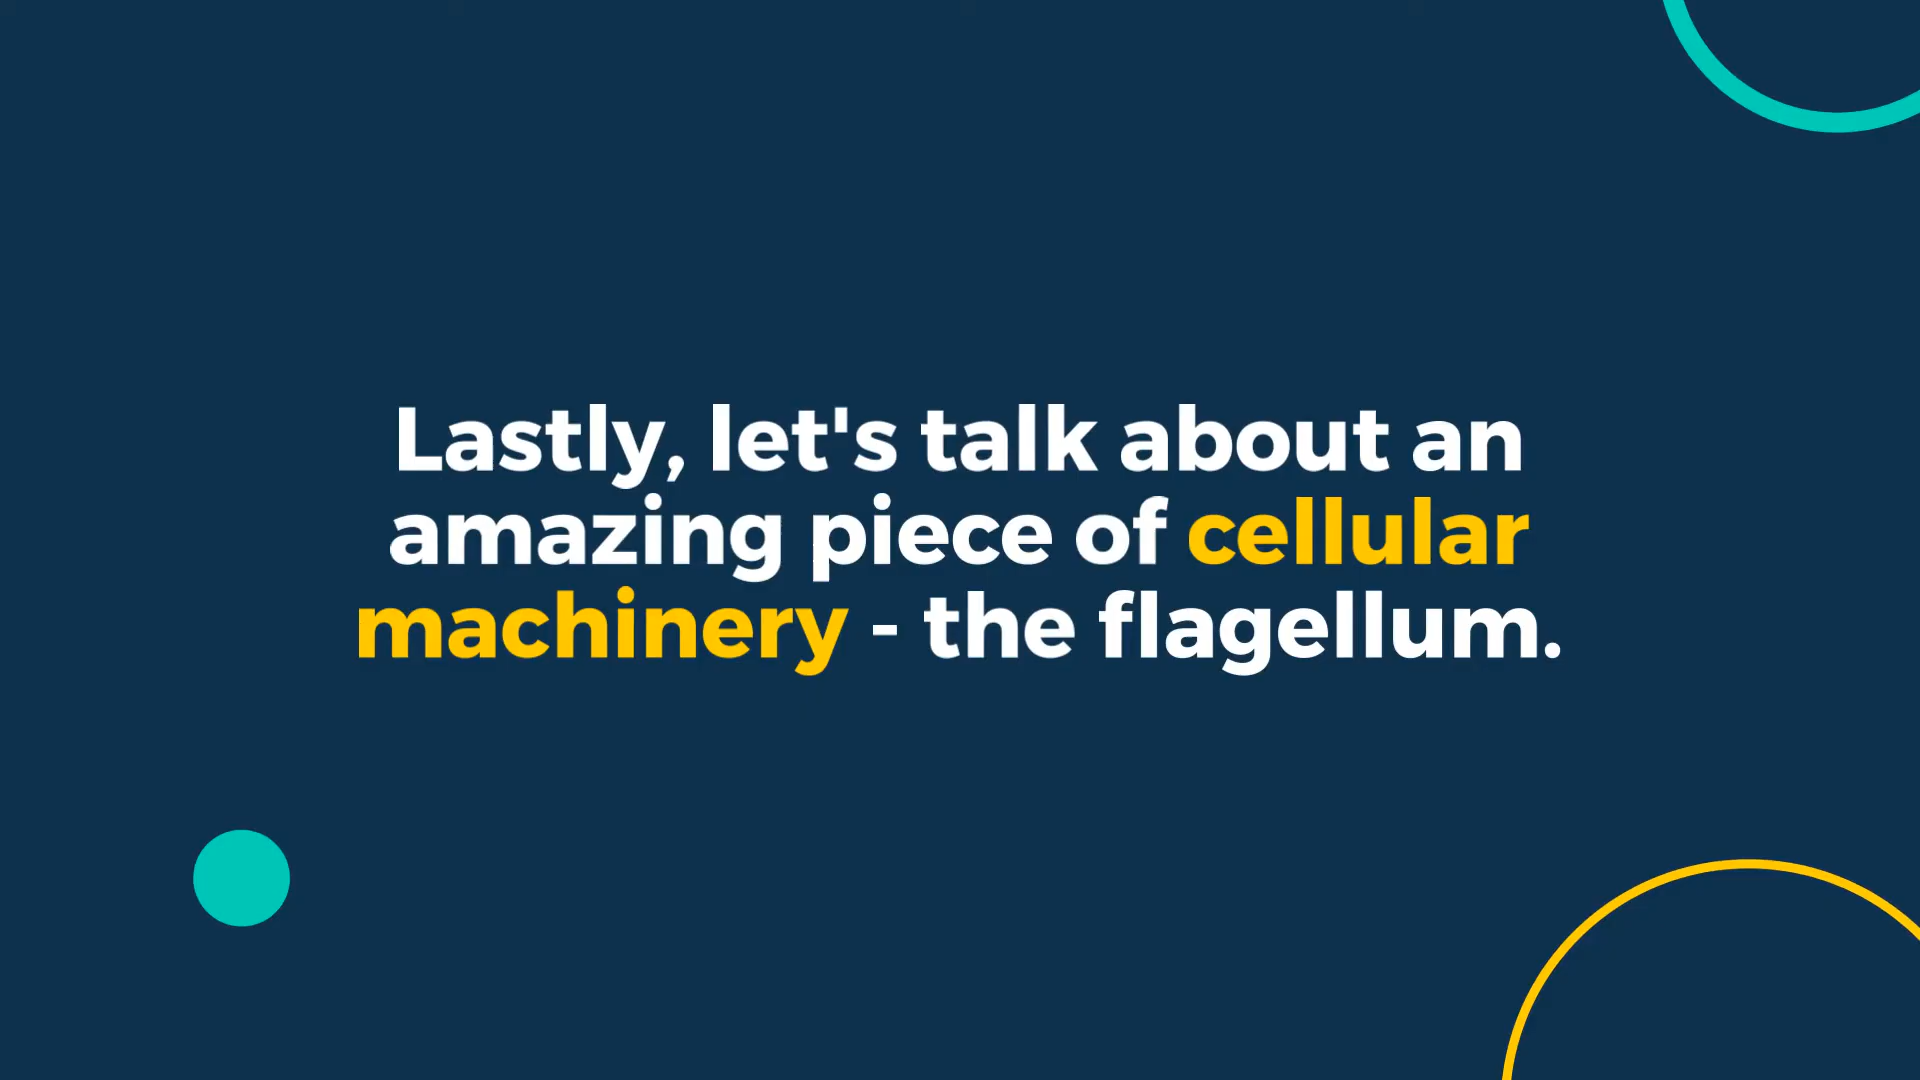 Lastly, let's talk about an
amazing piece of cellular
machinery - the flagellum.